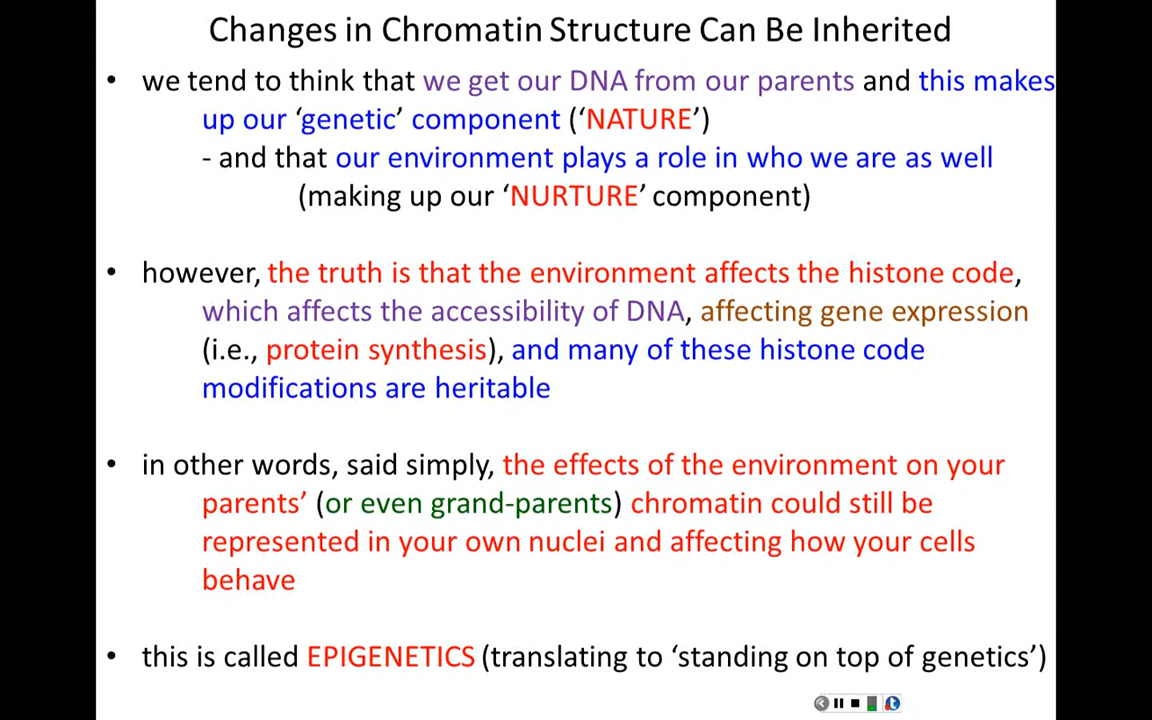 Changes in Chromatin Structure Can Be Inherited
• we tend to think that we get our DNA from our parents and this makes
up our ‘genetic’ component (‘NATURE’)
- and that our environment plays a role in who we are as well
(making up our ‘NURTURE’ component)
• however, the truth is that the environment affects the histone code,
which affects the accessibility of DNA, affecting gene expression
(i.e., protein synthesis), and many of these histone code
modifications are heritable
• in other words, said simply, the effects of the environment on your
parents’ (or even grand-parents) chromatin could still be
represented in your own nuclei and affecting how your cells
behave
• this is called EPIGENETICS (translating to ‘standing on top of genetics’)
t